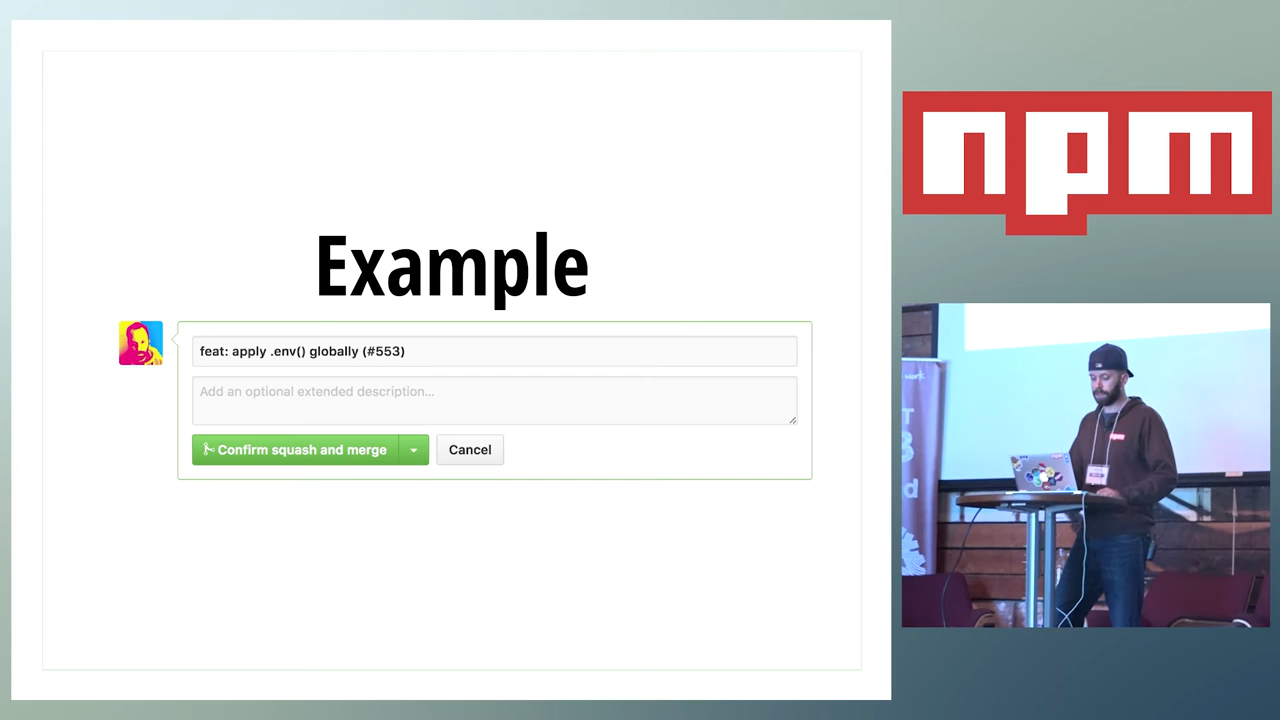 Example
feat: apply .env() globally (#553)
Add an optional extended description...
Confirm squash and merge
Cancel
npm